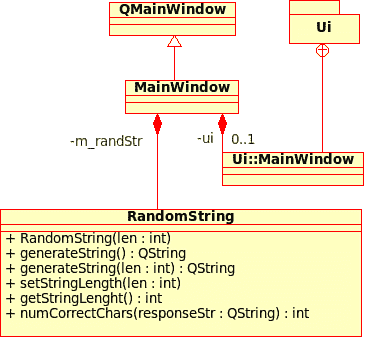 QMainWindow
Ui
MainWindow
-m_randStr
-ui
0..1
Ui::MainWindow
RandomString
+ RandomString(len : int)
+ generateString() : QString
+ generateString(len : int) : QString
+ setStringLength(len : int)
+ getStringLenght() : int
+ numCorrectChars(responseStr : QString) : int